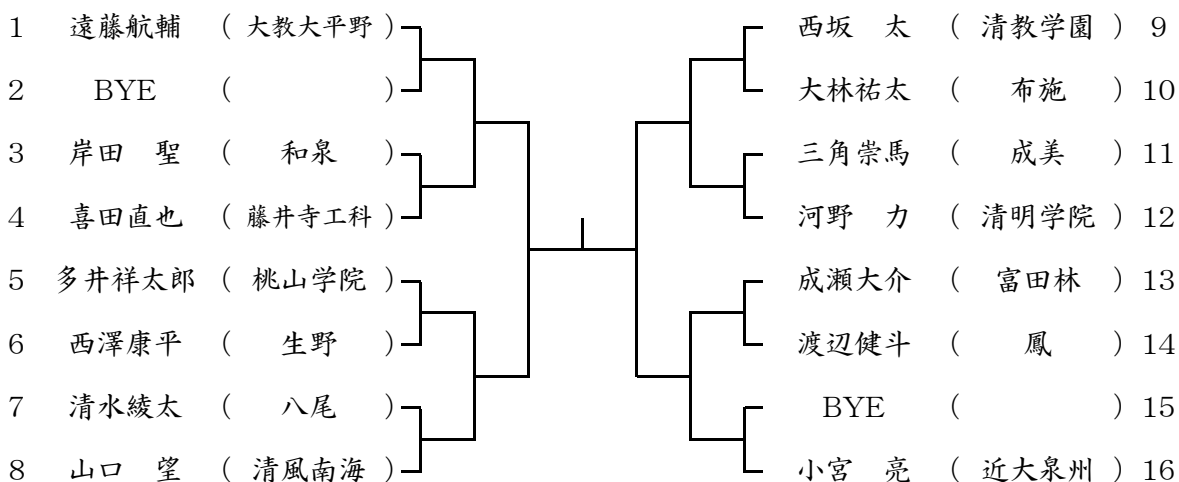 1 遠藤航輔 ( 大教大平野 ) 西坂 太 ( 清教学園 ) 9
2 BYE ( ) 大林祐太 ( 布施 ) 10
3 岸田 聖 ( 和泉 ) 三角崇馬 ( 成美 ) 11
4 喜田直也 ( 藤井寺工科 ) 河野 力 ( 清明学院 ) 12
5 多井祥太郎 ( 桃山学院 ) 成瀬大介 ( 富田林 ) 13
6 西澤康平 ( 生野 ) 渡辺健斗 ( 鳳 ) 14
7 清水綾太 ( 八尾 ) BYE ( ) 15
8 山口 望 ( 清風南海 ) 小宮 亮 ( 近大泉州 ) 16